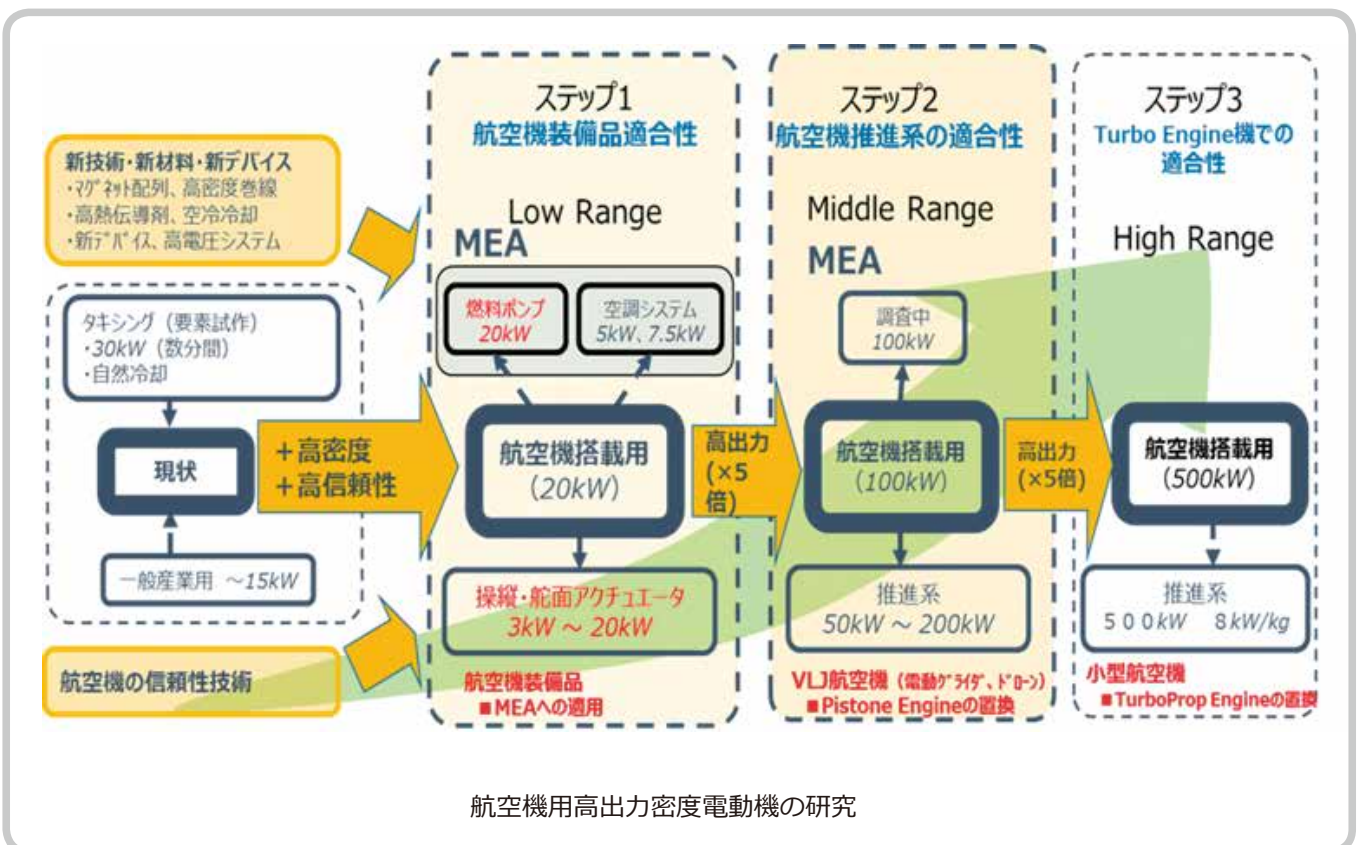 新技術・新材料・新デバイス
・マグネット配列、高密度巻線
・高熱伝導剤、空冷冷却
・新デバイス、高電圧システム
タキシング（要素試作）
・30kW（数分間）
・自然冷却
現状
一般産業用 ～15kW
航空機の信頼性技術
＋高密度
＋高信頼性
ステップ1
航空機装備品適合性
Low Range
MEA
燃料ポンプ
20kW
空調システム
5kW、7.5kW
航空機搭載用
（20kW）
操縦・舵面アクチュエータ
3kW ～ 20kW
航空機装備品
■MEAへの適用
高出力
(×5
倍)
ステップ2
航空機推進系の適合性
Middle Range
MEA
調査中
100kW
航空機搭載用
（100kW）
推進系
50kW ～ 200kW
VLJ航空機（電動グライダ、ドローン）
■Pistone Engineの置換
高出力
(×5倍)
ステップ3
Turbo Engine機での
適合性
High Range
航空機搭載用
（500kW）
推進系
５００kW 8kW/kg
小型航空機
■TurboProp Engineの置換
航空機用高出力密度電動機の研究